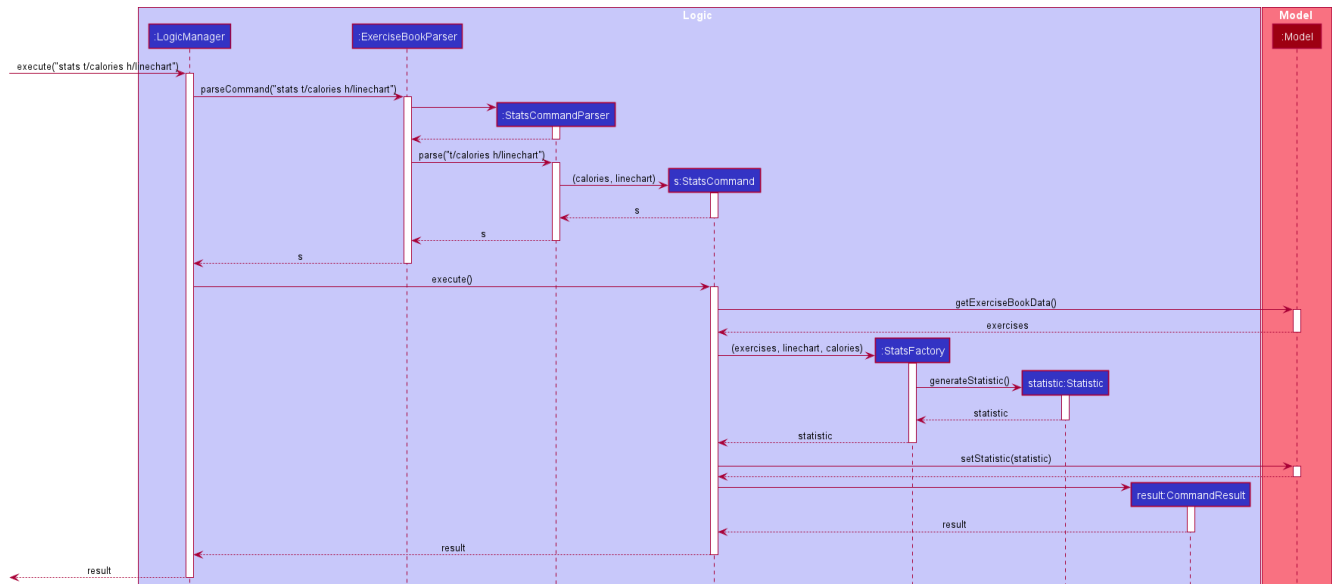 Logic
Model
:LogicManager
:ExerciseBookParser
:Model
execute("stats t/calories h/linechart")
parseCommand("stats t/calories h/linechart")
:StatsCommandParser
parse("t/calories h/linechart")
(calories, linechart)
s:StatsCommand
s
s
s
execute()
getExerciseBookData()
exercises
(exercises, linechart, calories)
:StatsFactory
generateStatistic()
statistic:Statistic
statistic
statistic
setStatistic(statistic)
result:CommandResult
result
result
result